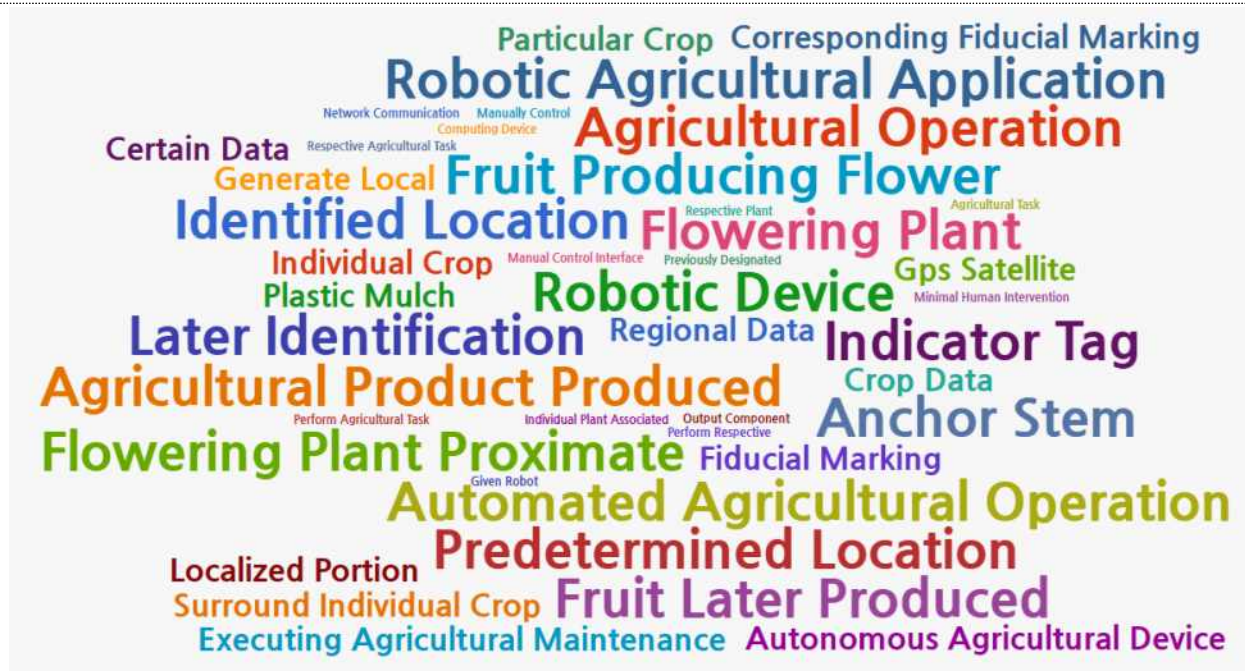 Particular Crop Corresponding Fiducial Marking
Robotic Agricultural Application
Network Communication Manually Control
Computing Device
Agricultural Operation
Certain Data Respective Agricultural Task
Generate Local Fruit Producing Flower
Identified Location Respective Plant Agricultural Task
Flowering Plant
Individual Crop Manual Control Interface Previously Designated Gps Satellite
Plastic Mulch Robotic Device Minimal Human Intervention
Later Identification Regional Data Indicator Tag
Agricultural Product Produced Crop Data
Perform Agricultural Task Individual Plant Associated Output Component Anchor Stem
Perform Respective
Flowering Plant Proximate Fiducial Marking
Given Robot
Automated Agricultural Operation
Predetermined Location
Localized Portion
Surround Individual Crop Fruit Later Produced
Executing Agricultural Maintenance Autonomous Agricultural Device